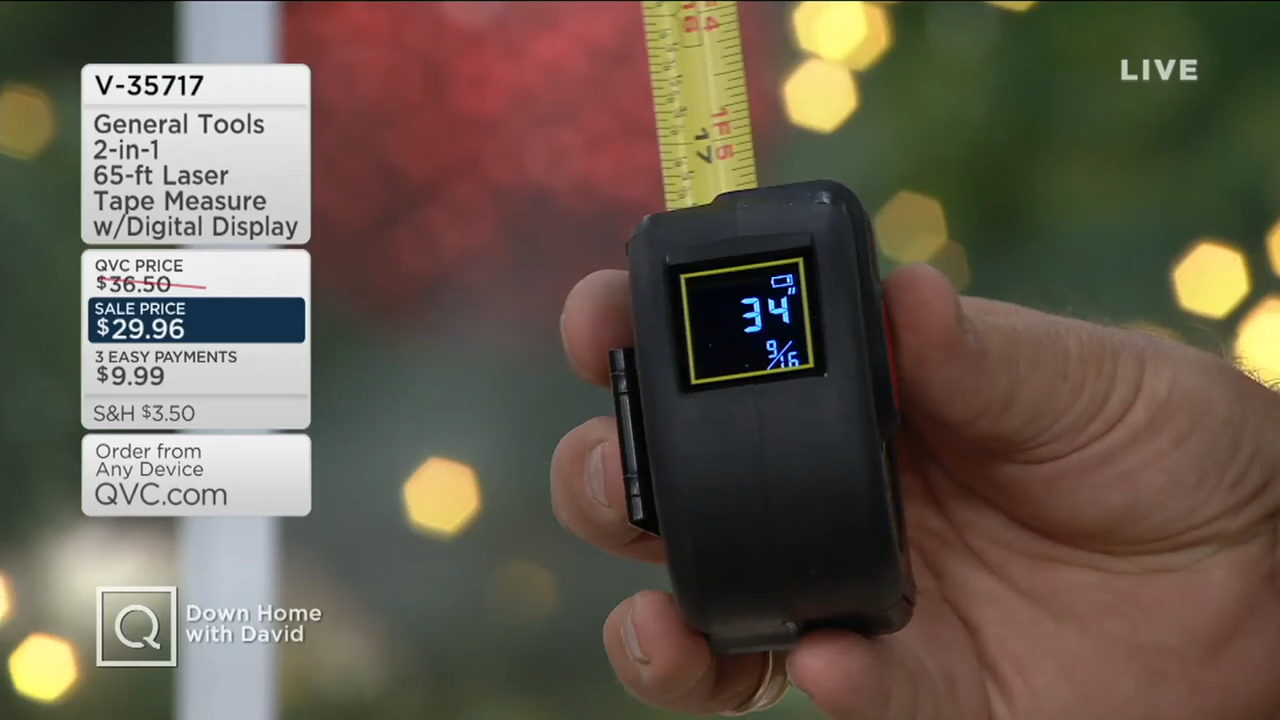 V-35717
General Tools
2-in-1
65-ft Laser
Tape Measure
w/Digital Display
QVC PRICE
$36.50
SALE PRICE
$29.96
3 EASY PAYMENTS
$9.99
S&H $3.50
Order from
Any Device
QVC.com
Q
Down Home
with David
LIVE
17
34"
9/16